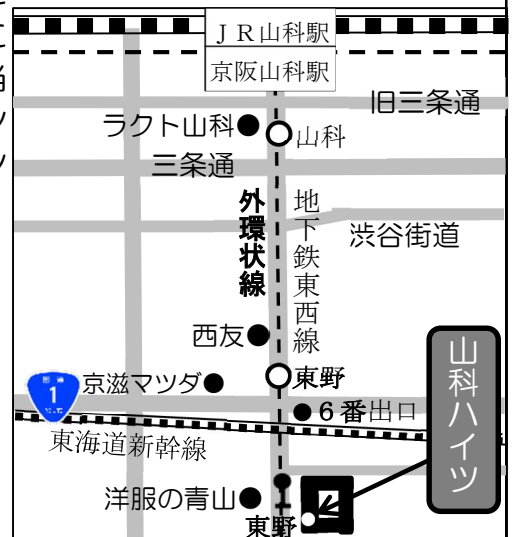 ＪＲ山科駅
京阪山科駅
旧三条通
ラクト山科
山科
三条通
外環状線
地下鉄東西線
渋谷街道
西友
山科ハイツ
東野
京滋マツダ
1
６番出口
東海道新幹線
洋服の青山
東野